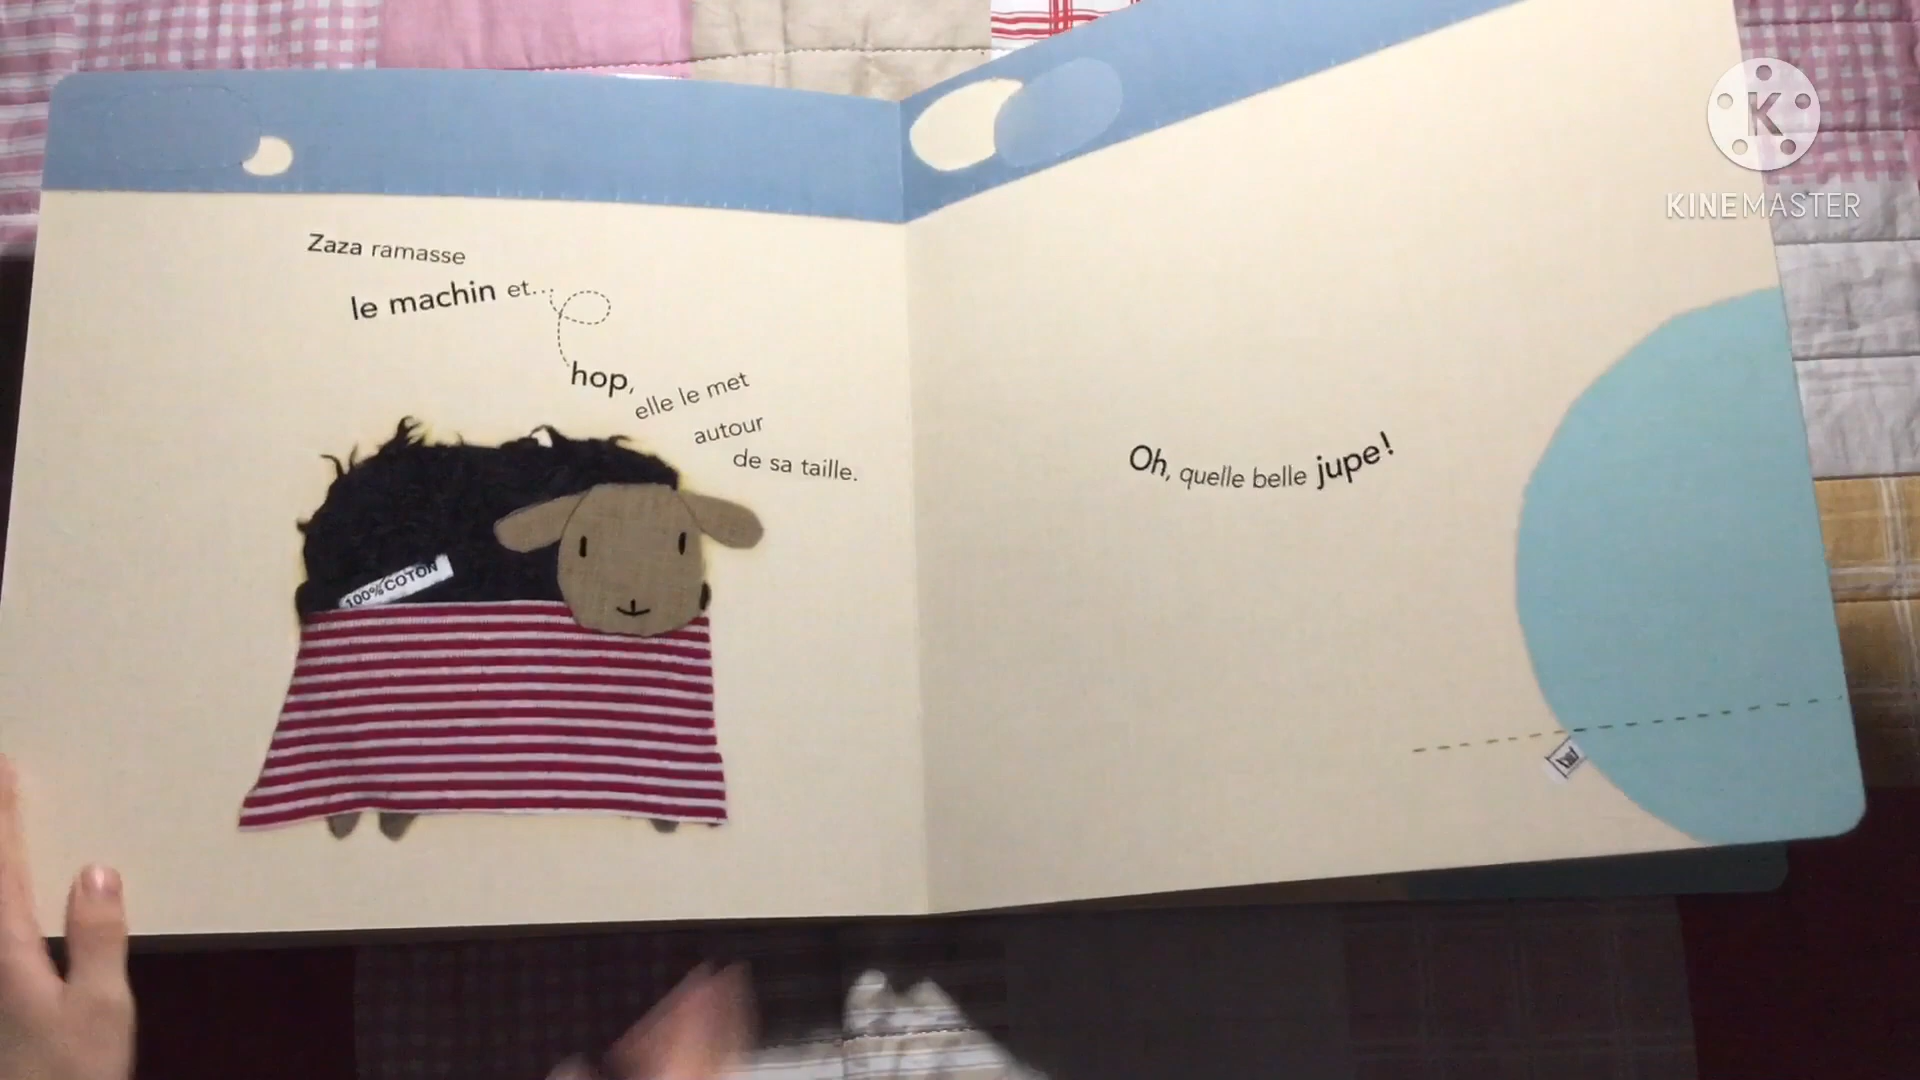 Zaza ramasse
le machin et...
hop, elle le met
autour
de sa taille.
100% COTON
Oh, quelle belle jupe!
K
KINEMASTER